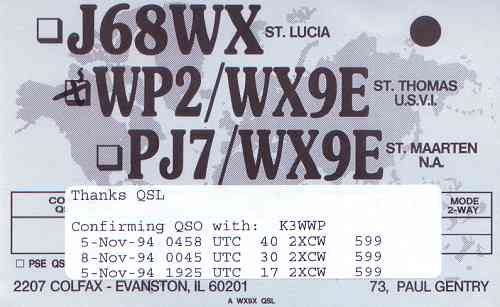 J68WX ST. LUCIA
WP2/WX9E ST. THOMAS
U.S.V.I.
PJ7/WX9E ST. MAARTEN
N.A.
Thanks QSL
MODE
2-WAY
Confirming QSO with: K3WWP
5-Nov-94 0458 UTC 40 2XCW 599
8-Nov-94 0045 UTC 30 2XCW 599
5-Nov-94 1925 UTC 17 2XCW 599
PSE QS
2207 COLFAX - EVANSTON, IL 60201 73, PAUL GENTRY
A WX9X QSL